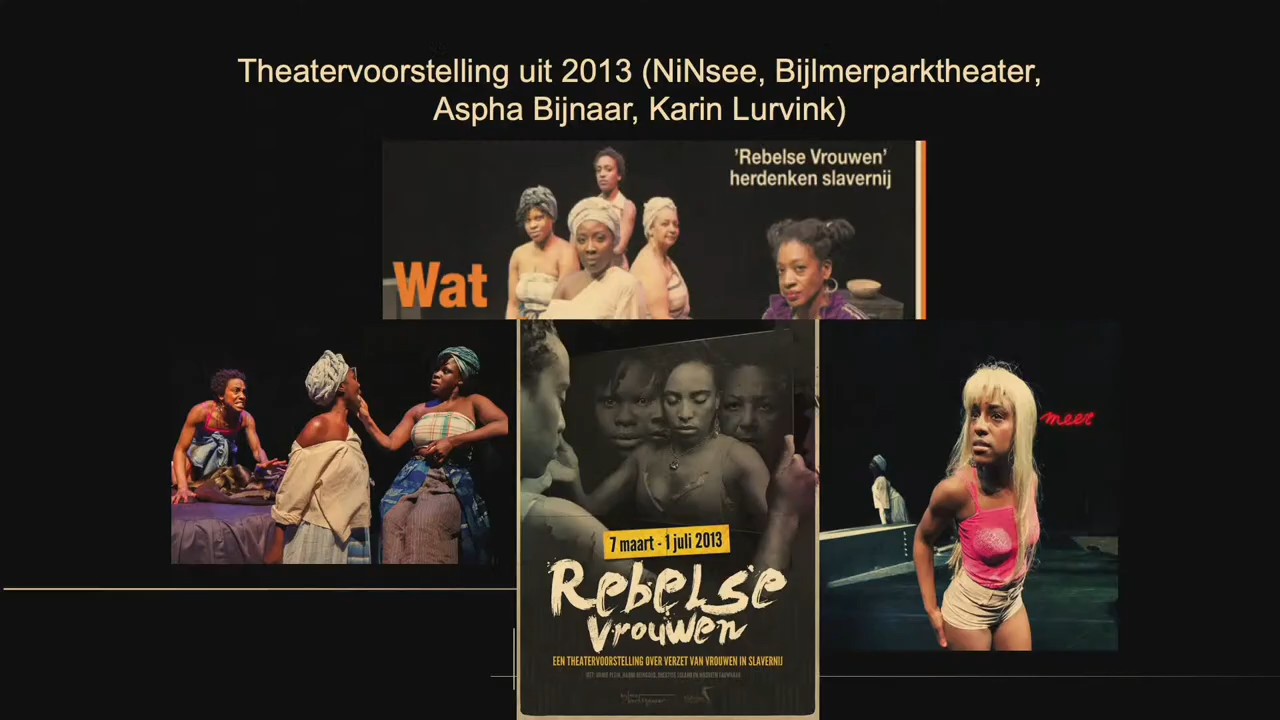 Theatervoorstelling uit 2013 (NiNsee, Bijlmerparktheater,
Aspha Bijnaar, Karin Lurvink)
’Rebelse Vrouwen’
herdenken slavernij
Wat
meer
7 maart - 1 juli 2013
Rebelse
Vrouwen
EEN THEATERVOORSTELLING OVER VERZET VAN VROUWEN IN SLAVERNIJ